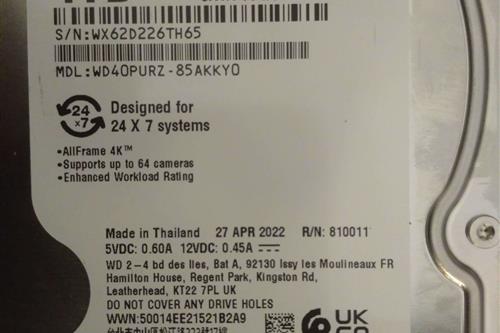 S/N:WX62D226TH65
MDL:WD40PURZ-85AKKY0
24 x7
Designed for
24 X 7 systems
•AllFrame 4K™
•Supports up to 64 cameras
•Enhanced Workload Rating
Made in Thailand 27 APR 2022 R/N: 810011
5VDC: 0.60A 12VDC: 0.45A
WD 2-4 bd des Iles, Bat A, 92130 Issy les Moulineaux FR
Hamilton House, Regent Park, Kingston Rd,
Leatherhead, KT22 7PL UK
DO NOT COVER ANY DRIVE HOLES
WWN:50014EE21521B2A9
UK